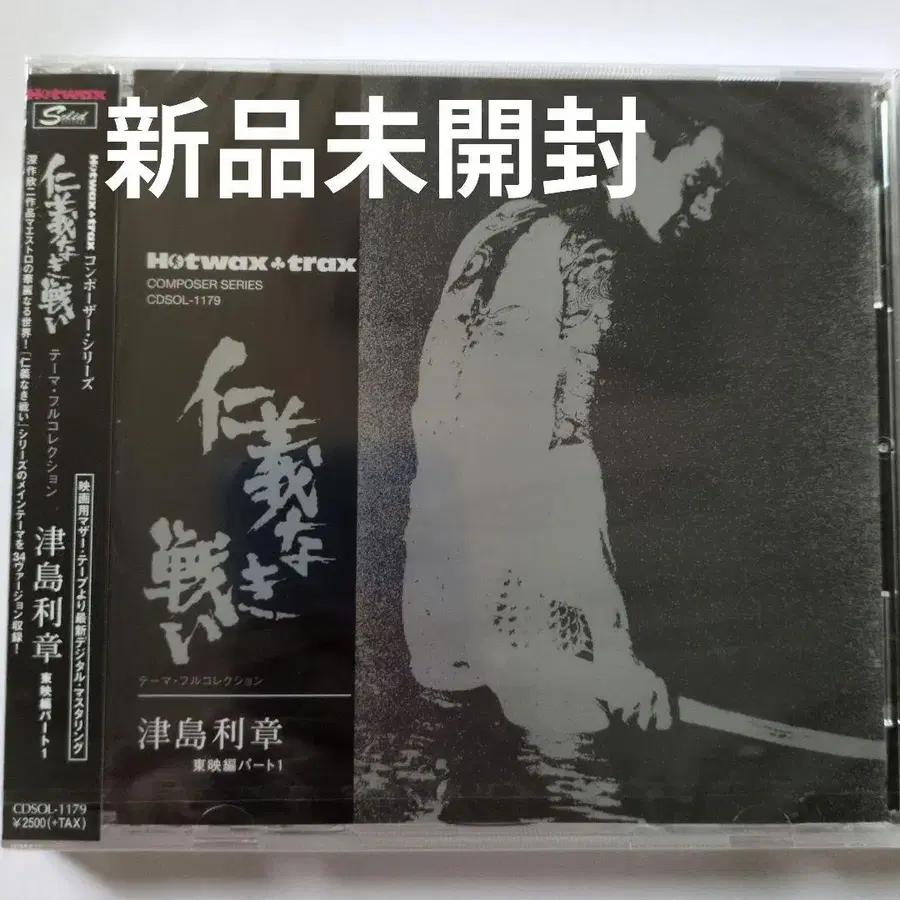 新品未開封
Hotwax
Solid
Hotwax+trax コンポーザー・シリーズ
仁義なき戦い
テーマ・フルコレクション
津島利章
東映編パート1
深作欣二作品マエストロの華麗なる世界!「仁義なき戦い」シリーズのメインテーマを34ヴァージョン収録!
映画用マザー・テープより最新デジタル・マスタリング
CDSOL-1179
¥2500(+TAX)
Hotwax+trax
COMPOSER SERIES
CDSOL-1179
仁義なき
戦い
テーマ・フルコレクション
津島利章
東映編パート1